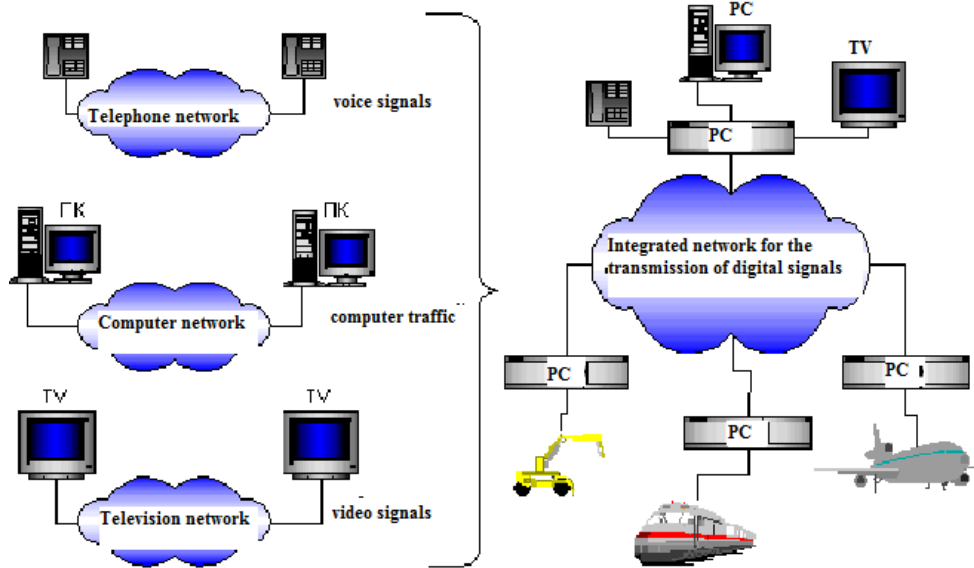 Telephone network
voice signals
ПК
ПК
Computer network
computer traffic
TV
TV
Television network
video signals
PC
TV
PC
Integrated network for the
transmission of digital signals
PC
PC
PC